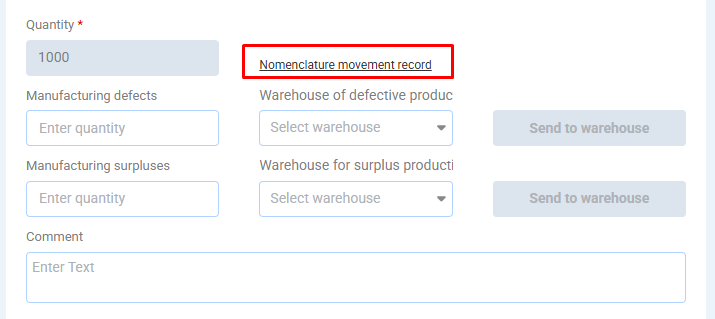 Quantity *
1000
Nomenclature movement record
Manufacturing defects
Warehouse of defective produc
Enter quantity
Select warehouse
Send to warehouse
Manufacturing surpluses
Warehouse for surplus producti
Enter quantity
Select warehouse
Send to warehouse
Comment
Enter Text